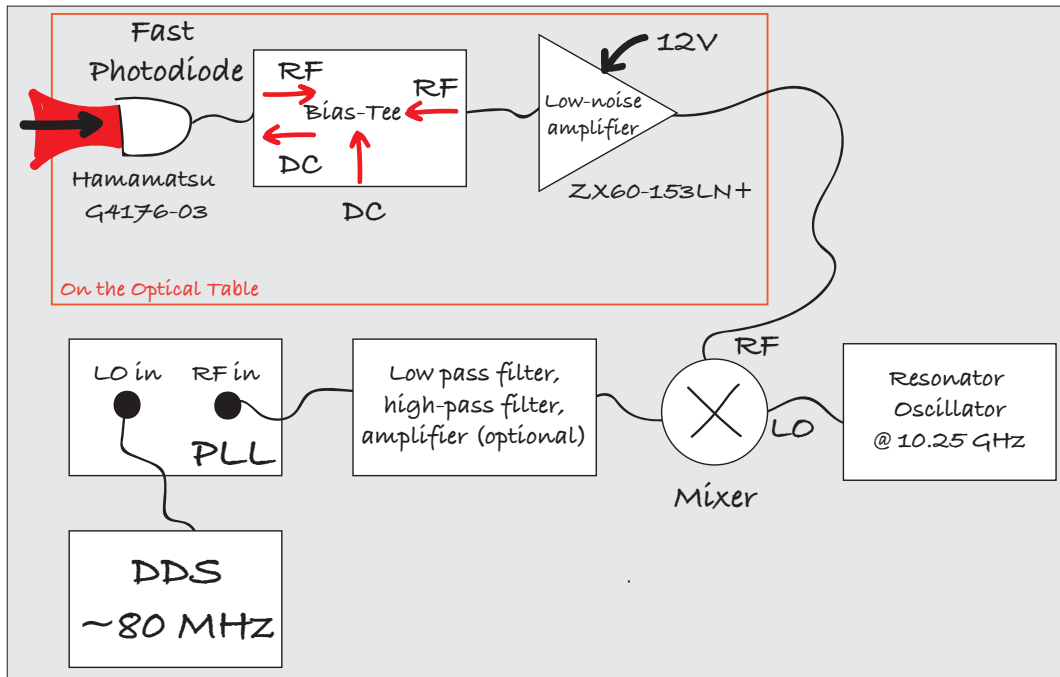 Fast
Photodiode
Hamamatsu
G4176-03
RF
RF
Bias-Tee
DC
DC
12V
Low-noise
amplifier
ZX60-153LN+
On the Optical Table
LO in
RF in
PLL
Low pass filter,
high-pass filter,
amplifier (optional)
RF
LO
Mixer
Resonator
Oscillator
@ 10.25 GHz
DDS
~80 MHz